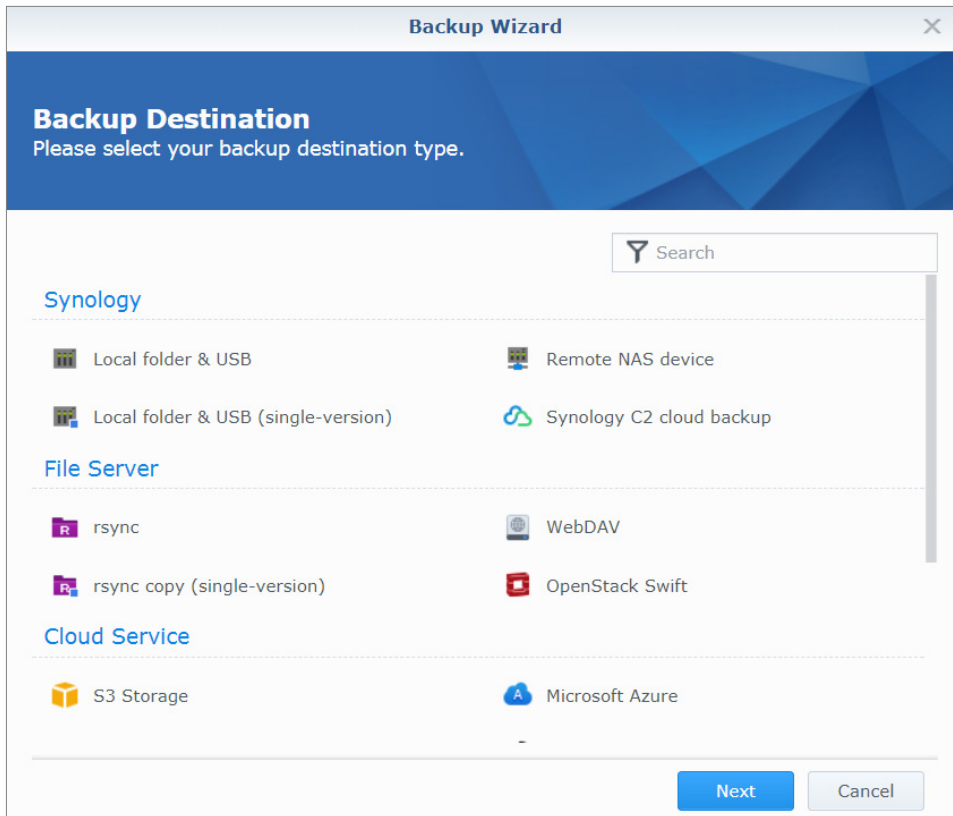 Backup Wizard
Backup Destination
Please select your backup destination type.
Search
Synology
Local folder & USB
Remote NAS device
Local folder & USB (single-version)
Synology C2 cloud backup
File Server
R rsync
WebDAV
R rsync copy (single-version)
OpenStack Swift
Cloud Service
S3 Storage
A Microsoft Azure
Next
Cancel